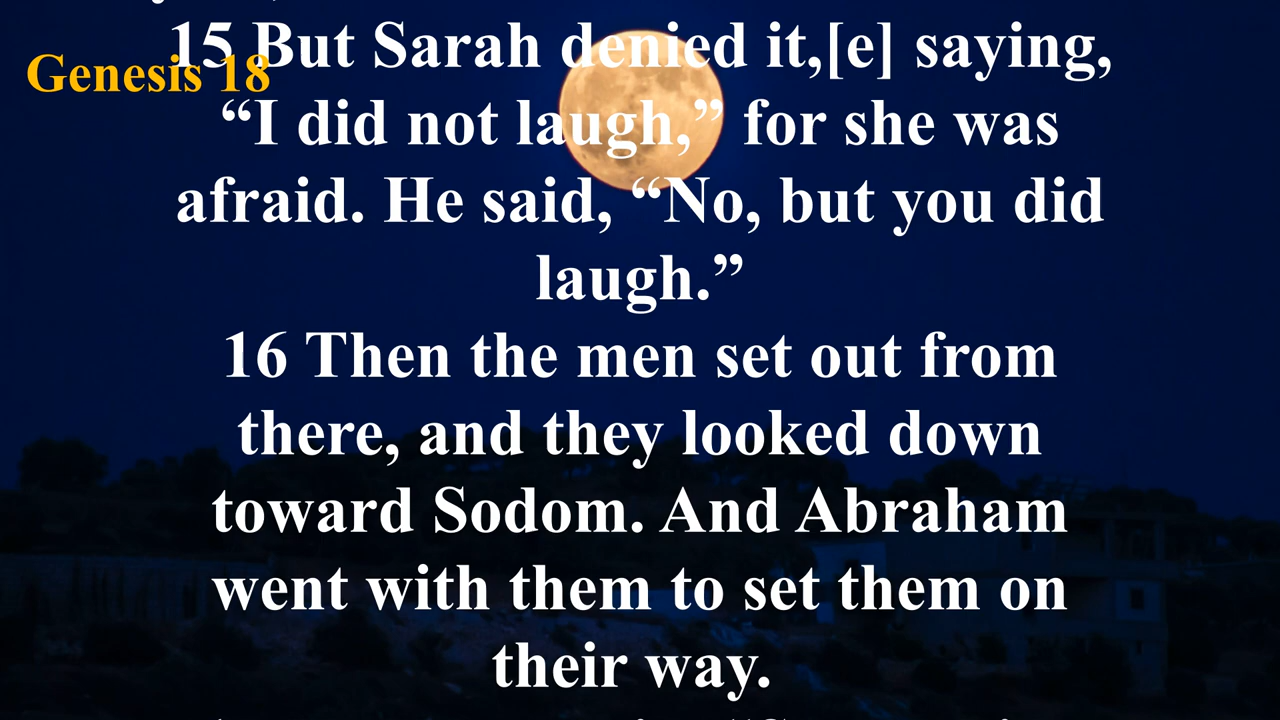 Genesis 18
15 But Sarah denied it,[e] saying,
“I did not laugh,” for she was
afraid. He said, “No, but you did
laugh.”
16 Then the men set out from
there, and they looked down
toward Sodom. And Abraham
went with them to set them on
their way.